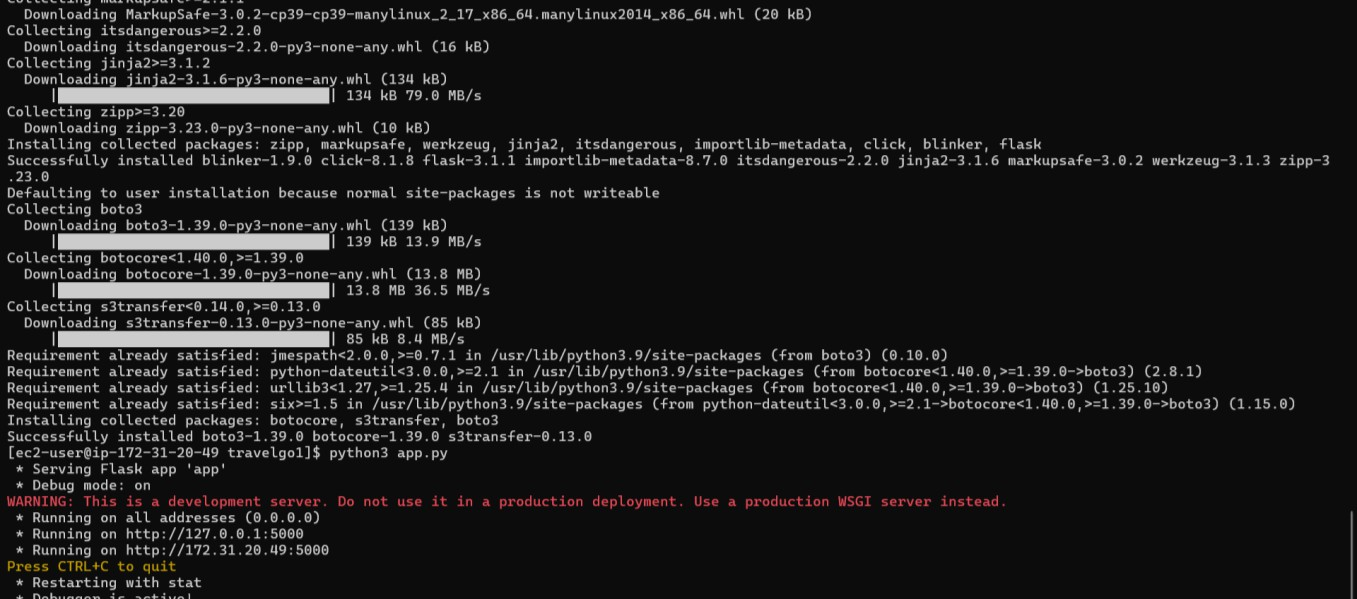 Collecting markupsafe>=2.1.1
  Downloading MarkupSafe-3.0.2-cp39-cp39-manylinux_2_17_x86_64.manylinux2014_x86_64.whl (20 kB)
Collecting itsdangerous>=2.2.0
  Downloading itsdangerous-2.2.0-py3-none-any.whl (16 kB)
Collecting jinja2>=3.1.2
  Downloading jinja2-3.1.6-py3-none-any.whl (134 kB)
     |                                | 134 kB 79.0 MB/s
Collecting zipp>=3.20
  Downloading zipp-3.23.0-py3-none-any.whl (10 kB)
Installing collected packages: zipp, markupsafe, werkzeug, jinja2, itsdangerous, importlib-metadata, click, blinker, flask
Successfully installed blinker-1.9.0 click-8.1.8 flask-3.1.1 importlib-metadata-8.7.0 itsdangerous-2.2.0 jinja2-3.1.6 markupsafe-3.0.2 werkzeug-3.1.3 zipp-3
.23.0
Defaulting to user installation because normal site-packages is not writeable
Collecting boto3
  Downloading boto3-1.39.0-py3-none-any.whl (139 kB)
     |                                | 139 kB 13.9 MB/s
Collecting botocore<1.40.0,>=1.39.0
  Downloading botocore-1.39.0-py3-none-any.whl (13.8 MB)
     |                                | 13.8 MB 36.5 MB/s
Collecting s3transfer<0.14.0,>=0.13.0
  Downloading s3transfer-0.13.0-py3-none-any.whl (85 kB)
     |                                | 85 kB 8.4 MB/s
Requirement already satisfied: jmespath<2.0.0,>=0.7.1 in /usr/lib/python3.9/site-packages (from boto3) (0.10.0)
Requirement already satisfied: python-dateutil<3.0.0,>=2.1 in /usr/lib/python3.9/site-packages (from botocore<1.40.0,>=1.39.0->boto3) (2.8.1)
Requirement already satisfied: urllib3<1.27,>=1.25.4 in /usr/lib/python3.9/site-packages (from botocore<1.40.0,>=1.39.0->boto3) (1.25.10)
Requirement already satisfied: six>=1.5 in /usr/lib/python3.9/site-packages (from python-dateutil<3.0.0,>=2.1->botocore<1.40.0,>=1.39.0->boto3) (1.15.0)
Installing collected packages: botocore, s3transfer, boto3
Successfully installed boto3-1.39.0 botocore-1.39.0 s3transfer-0.13.0
[ec2-user@ip-172-31-20-49 travelgo1]$ python3 app.py
 * Serving Flask app 'app'
 * Debug mode: on
WARNING: This is a development server. Do not use it in a production deployment. Use a production WSGI server instead.
 * Running on all addresses (0.0.0.0)
 * Running on http://127.0.0.1:5000
 * Running on http://172.31.20.49:5000
Press CTRL+C to quit
 * Restarting with stat
 * Debugger is active!